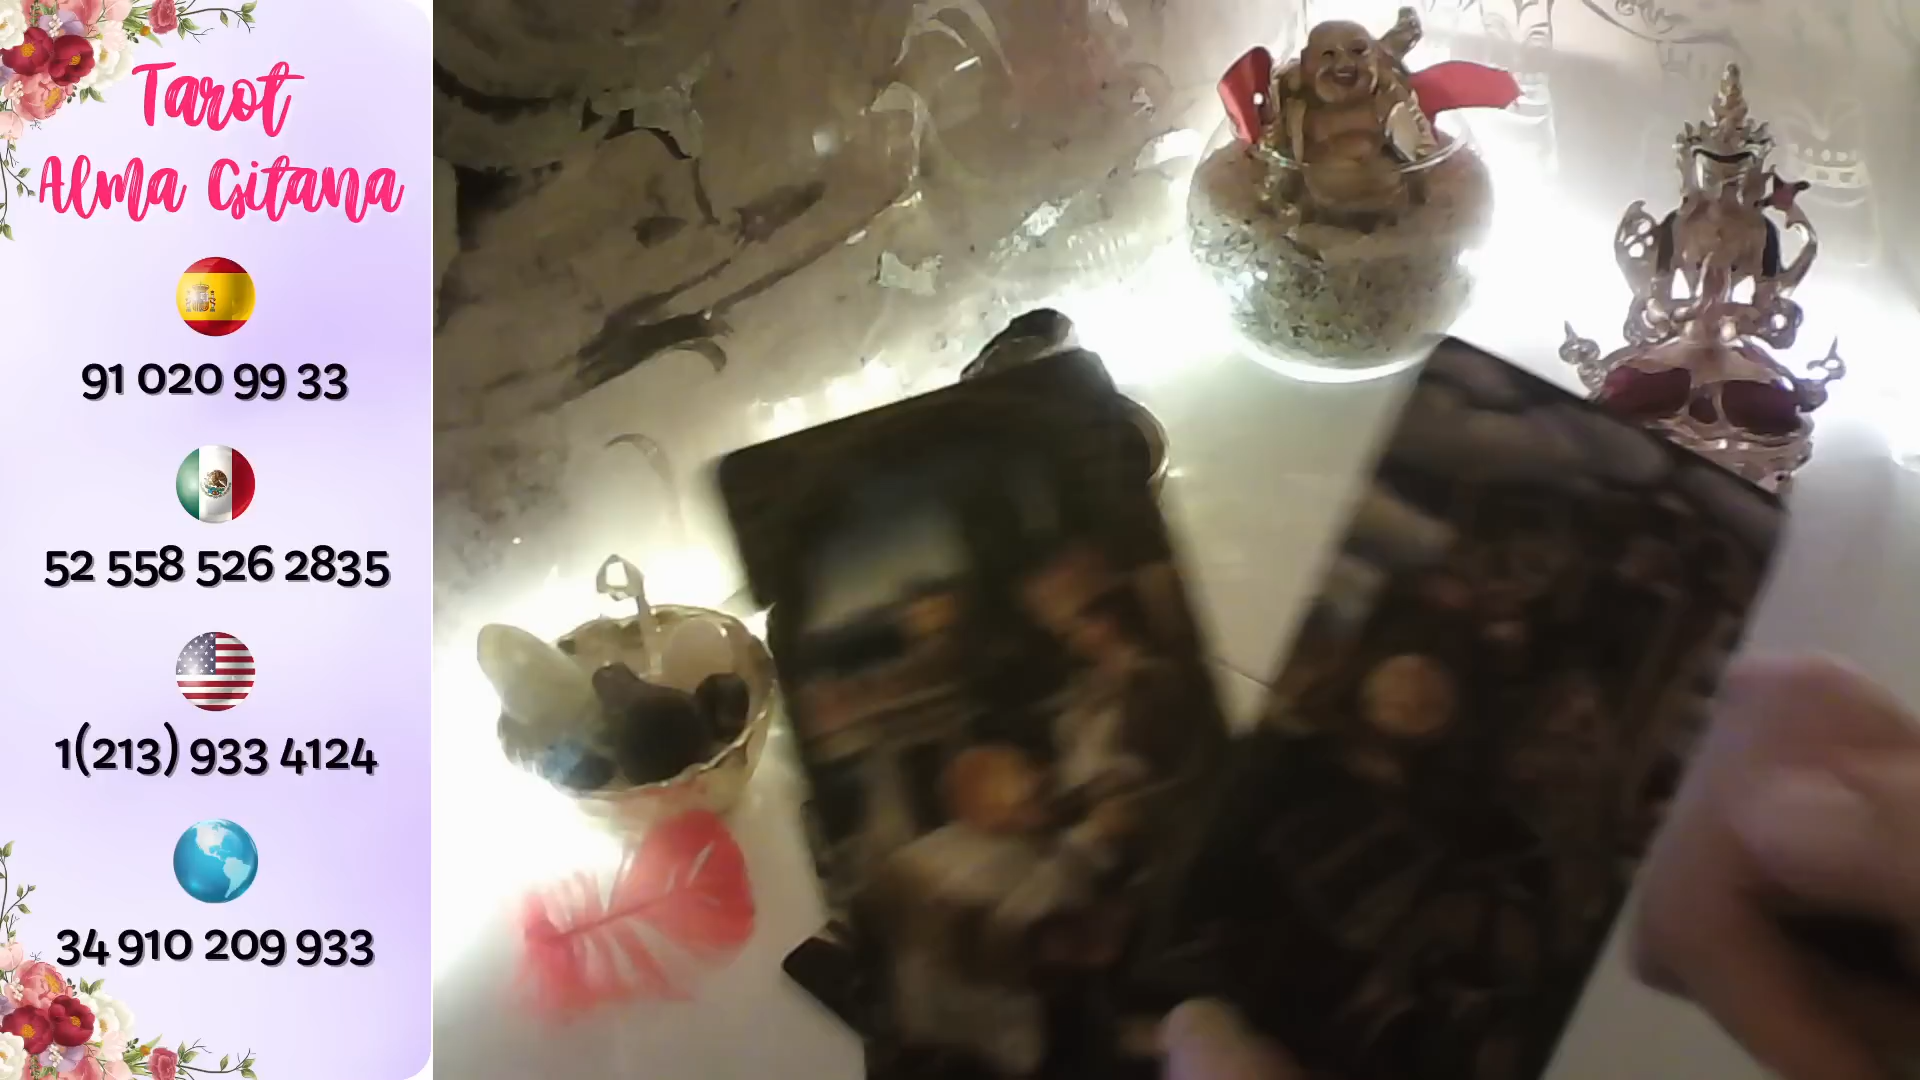 Tarot
Alma Gitana
91 020 99 33
52 558 526 2835
1(213) 933 4124
34 910 209 933